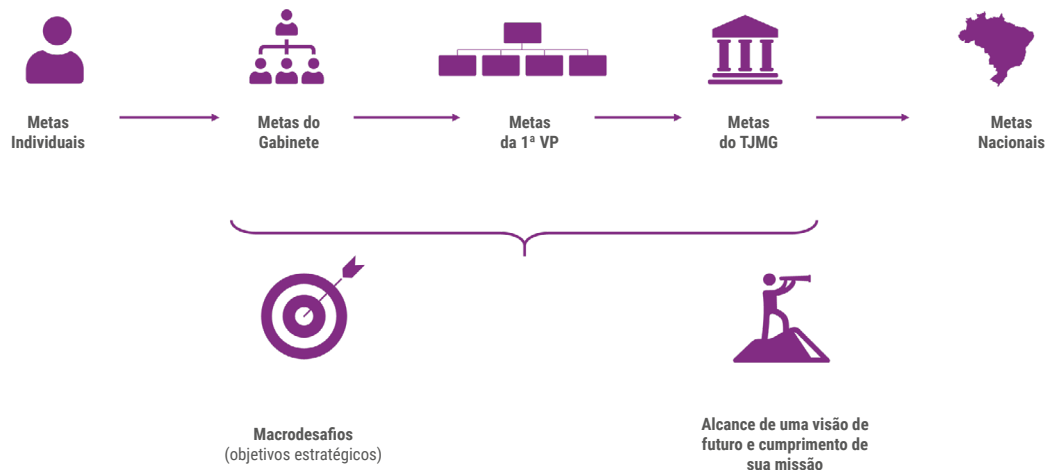 Metas
Individuais
Metas do
Gabinete
Metas
da 1ª VP
Metas
do TJMG
Metas
Nacionais
Macrodesafios
(objetivos estratégicos)
Alcance de uma visão de
futuro e cumprimento de
sua missão